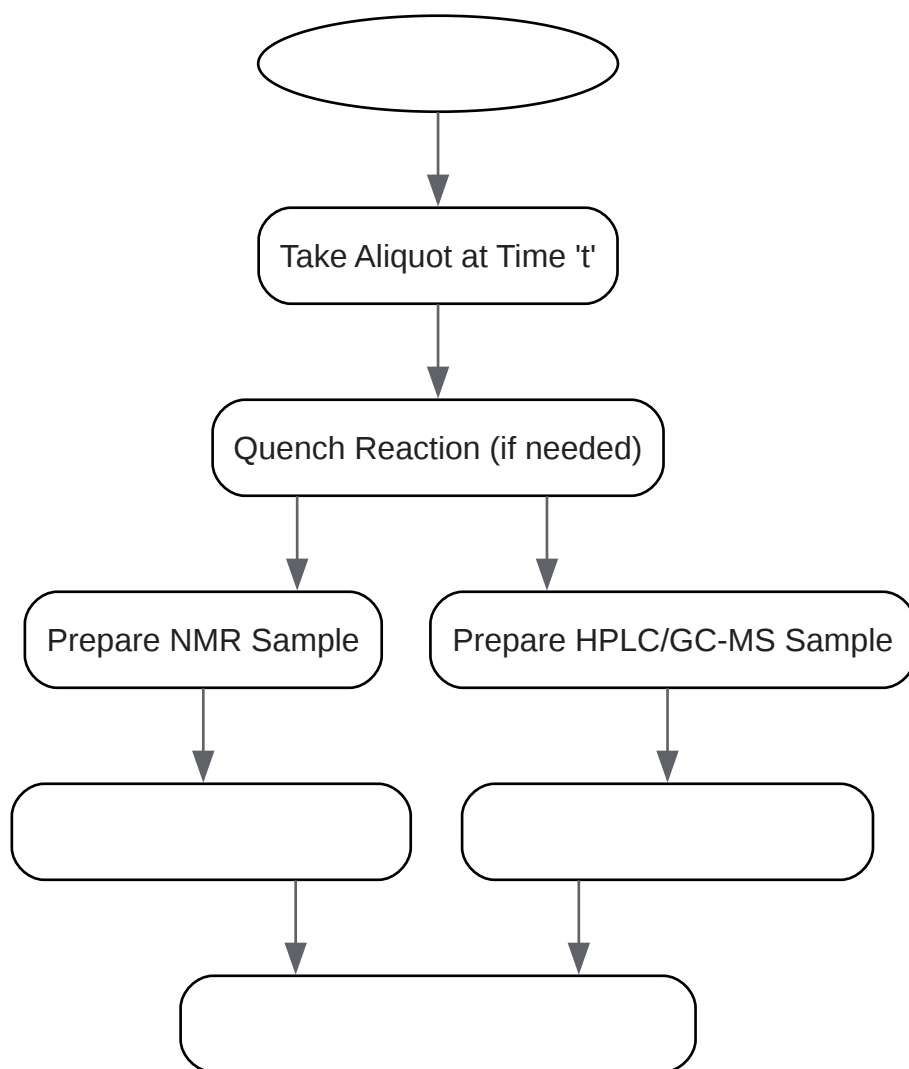 Take Aliquot at Time 't'
Quench Reaction (if needed)
Prepare NMR Sample
Prepare HPLC/GC-MS Sample